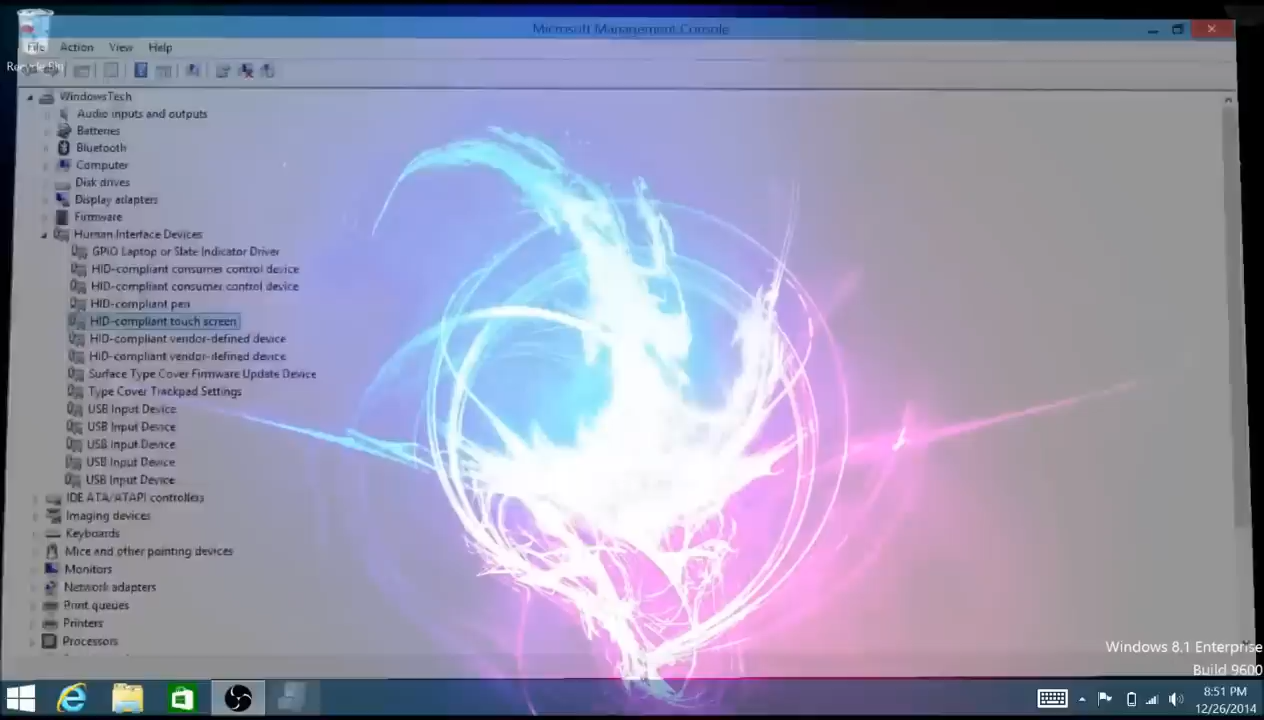 Microsoft Management Console
File Action View Help
Recycle Bin
WindowsTech
Audio inputs and outputs
Batteries
Bluetooth
Computer
Disk drives
Display adapters
Firmware
Human Interface Devices
GPIO Laptop or Slate Indicator Driver
HID-compliant consumer control device
HID-compliant consumer control device
HID-compliant pen
HID-compliant touch screen
HID-compliant vendor-defined device
HID-compliant vendor-defined device
Surface Type Cover Firmware Update Device
Type Cover Trackpad Settings
USB Input Device
USB Input Device
USB Input Device
USB Input Device
USB Input Device
IDE ATA/ATAPI controllers
Imaging devices
Keyboards
Mice and other pointing devices
Monitors
Network adapters
Print queues
Printers
Processors
Windows 8.1 Enterprise
Build 9600
8:51 PM
12/26/2014